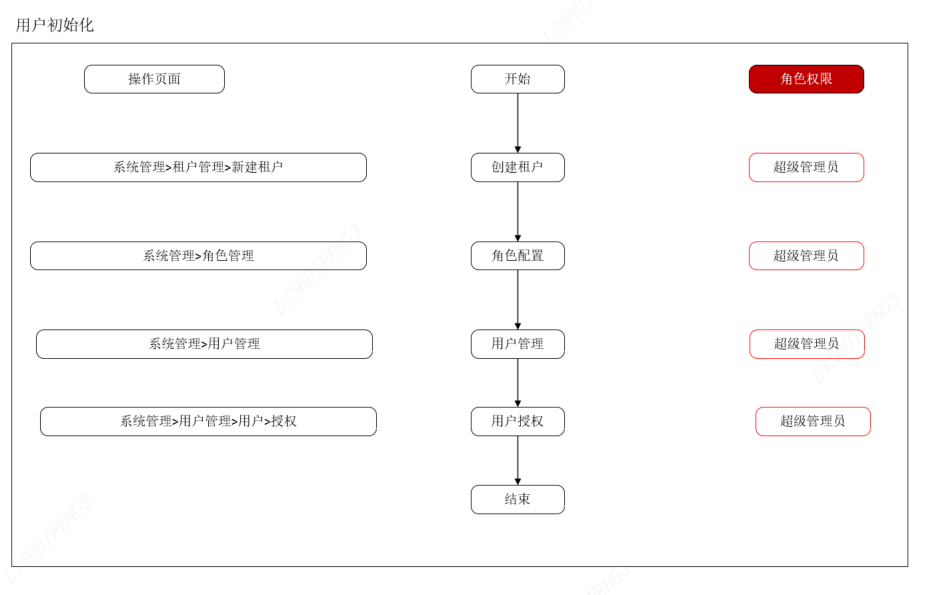 用户初始化
操作页面 开始 角色权限
系统管理>租户管理>新建租户 创建租户 超级管理员
系统管理>角色管理 角色配置 超级管理员
系统管理>用户管理 用户管理 超级管理员
系统管理>用户管理>用户>授权 用户授权 超级管理员
结束
LISHUIFENG3
LISHUIFENG3
LISHUIFENG3